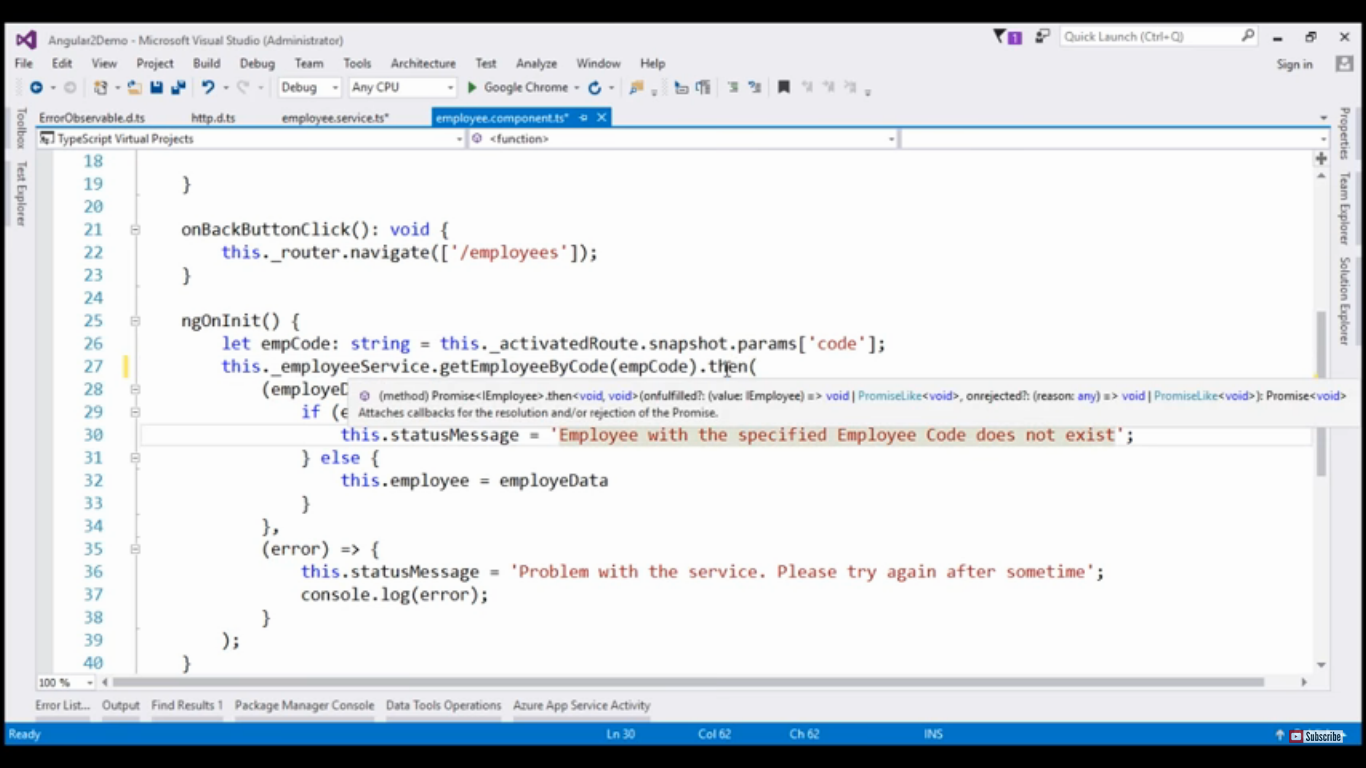 Angular2Demo - Microsoft Visual Studio (Administrator)
1
Quick Launch (Ctrl+Q)
File Edit View Project Build Debug Team Tools Architecture Test Analyze Window Help
Sign in
Debug Any CPU Google Chrome
ErrorObservable.d.ts http.d.ts employee.service.ts* employee.component.ts*
TypeScript Virtual Projects <function>
Toolbox
Test Explorer
Properties
Team Explorer
Solution Explorer
18
19 }
20
21 onBackButtonClick(): void {
22 this._router.navigate(['/employees']);
23 }
24
25 ngOnInit() {
26 let empCode: string = this._activatedRoute.snapshot.params['code'];
27 this._employeeService.getEmployeeByCode(empCode).then(
28 (employeD
(method) Promise<IEmployee>.then<void, void>(onfulfilled?: (value: IEmployee) => void | PromiseLike<void>, onrejected?: (reason: any) => void | PromiseLike<void>): Promise<void>
Attaches callbacks for the resolution and/or rejection of the Promise.
29 if (e
30 this.statusMessage = 'Employee with the specified Employee Code does not exist';
31 } else {
32 this.employee = employeData
33 }
34 },
35 (error) => {
36 this.statusMessage = 'Problem with the service. Please try again after sometime';
37 console.log(error);
38 }
39 );
40 }
100 %
Error List... Output Find Results 1 Package Manager Console Data Tools Operations Azure App Service Activity
Ready Ln 30 Col 62 Ch 62 INS
Subscribe